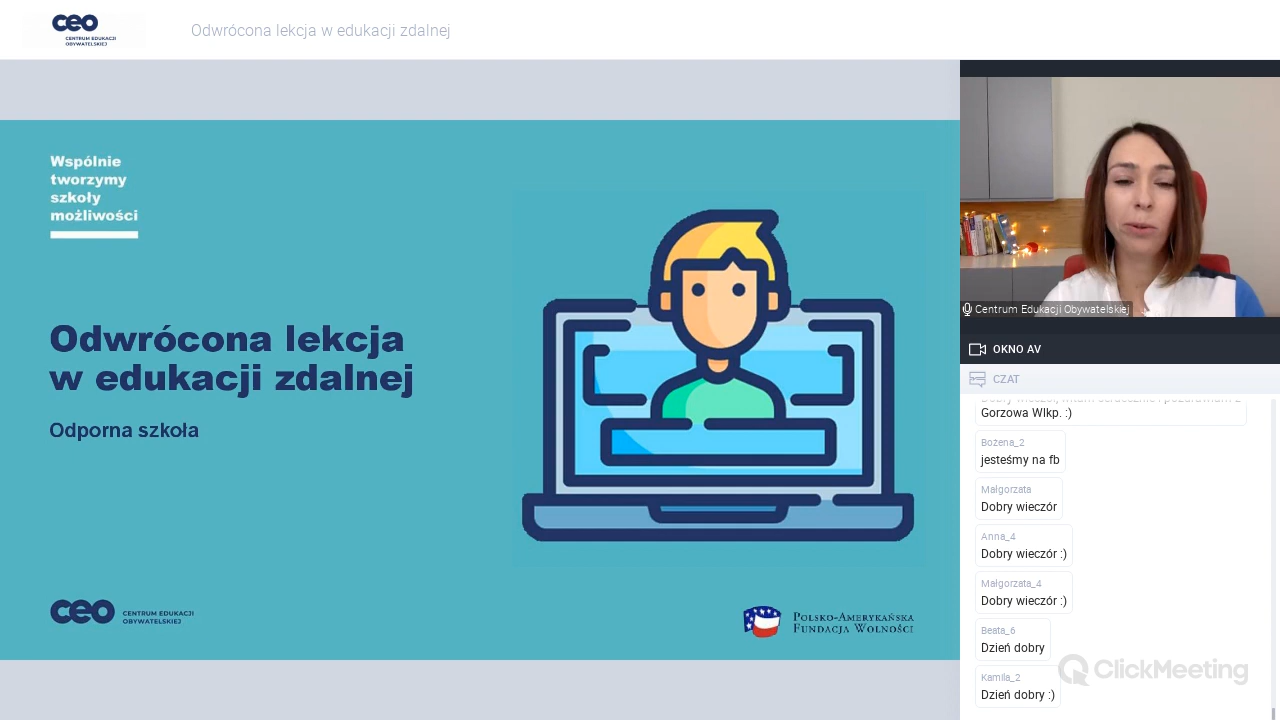 ceo
CENTRUM EDUKACJI
OBYWATELSKIEJ
Odwrócona lekcja w edukacji zdalnej
Wspólnie
tworzymy
szkoły
możliwości
Odwrócona lekcja
w edukacji zdalnej
Odporna szkoła
ceo
CENTRUM EDUKACJI
OBYWATELSKIEJ
Polsko-Amerykańska
Fundacja Wolności
Centrum Edukacji Obywatelskiej
OKNO AV
CZAT
Gorzowa Wlkp. :)
Bożena_2
jesteśmy na fb
Małgorzata
Dobry wieczór
Anna_4
Dobry wieczór :)
Małgorzata_4
Dobry wieczór :)
Beata_6
Dzień dobry
Kamila_2
Dzień dobry :)
ClickMeeting